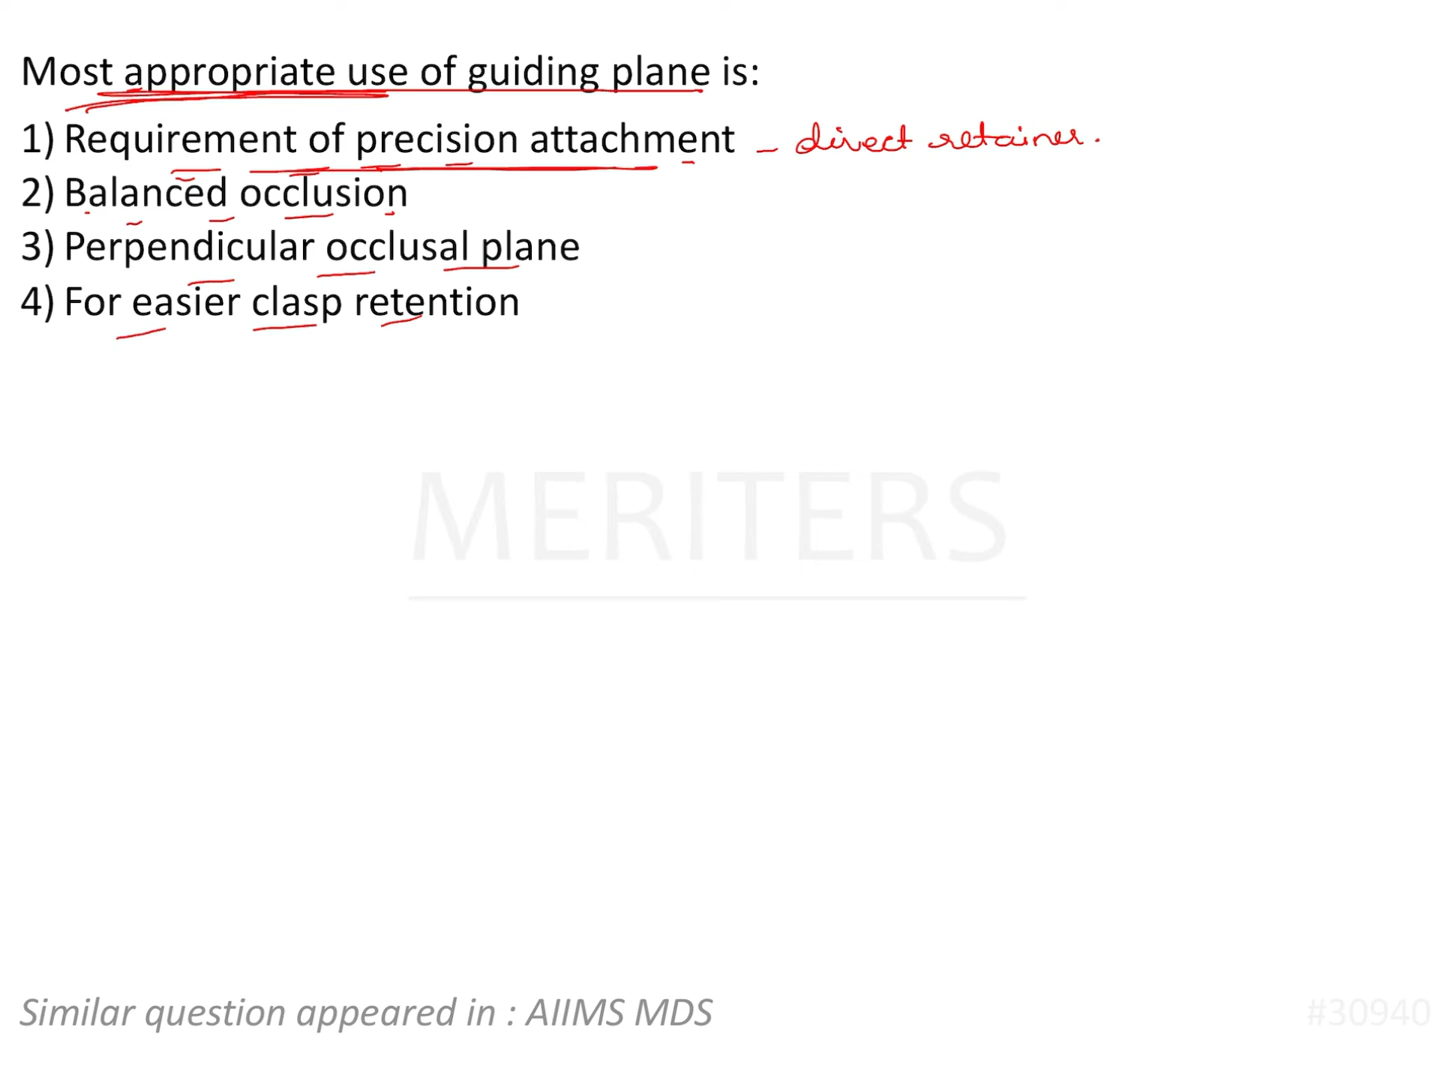 Most appropriate use of guiding plane is:
1) Requirement of precision attachment - direct retainer.
2) Balanced occlusion
3) Perpendicular occlusal plane
4) For easier clasp retention
MERITERS
Similar question appeared in : AIIMS MDS
#30940